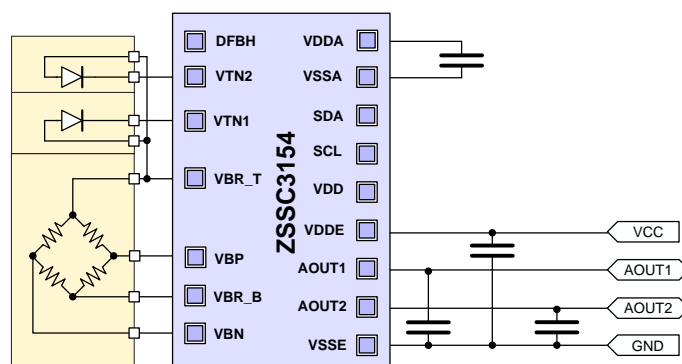 DFBH
VTN2
VTN1
VBR_T
VBP
VBR_B
VBN
ZSSC3154
VDDA
VSSA
SDA
SCL
VDD
VDDE
AOUT1
AOUT2
VSSE
VCC
AOUT1
AOUT2
GND